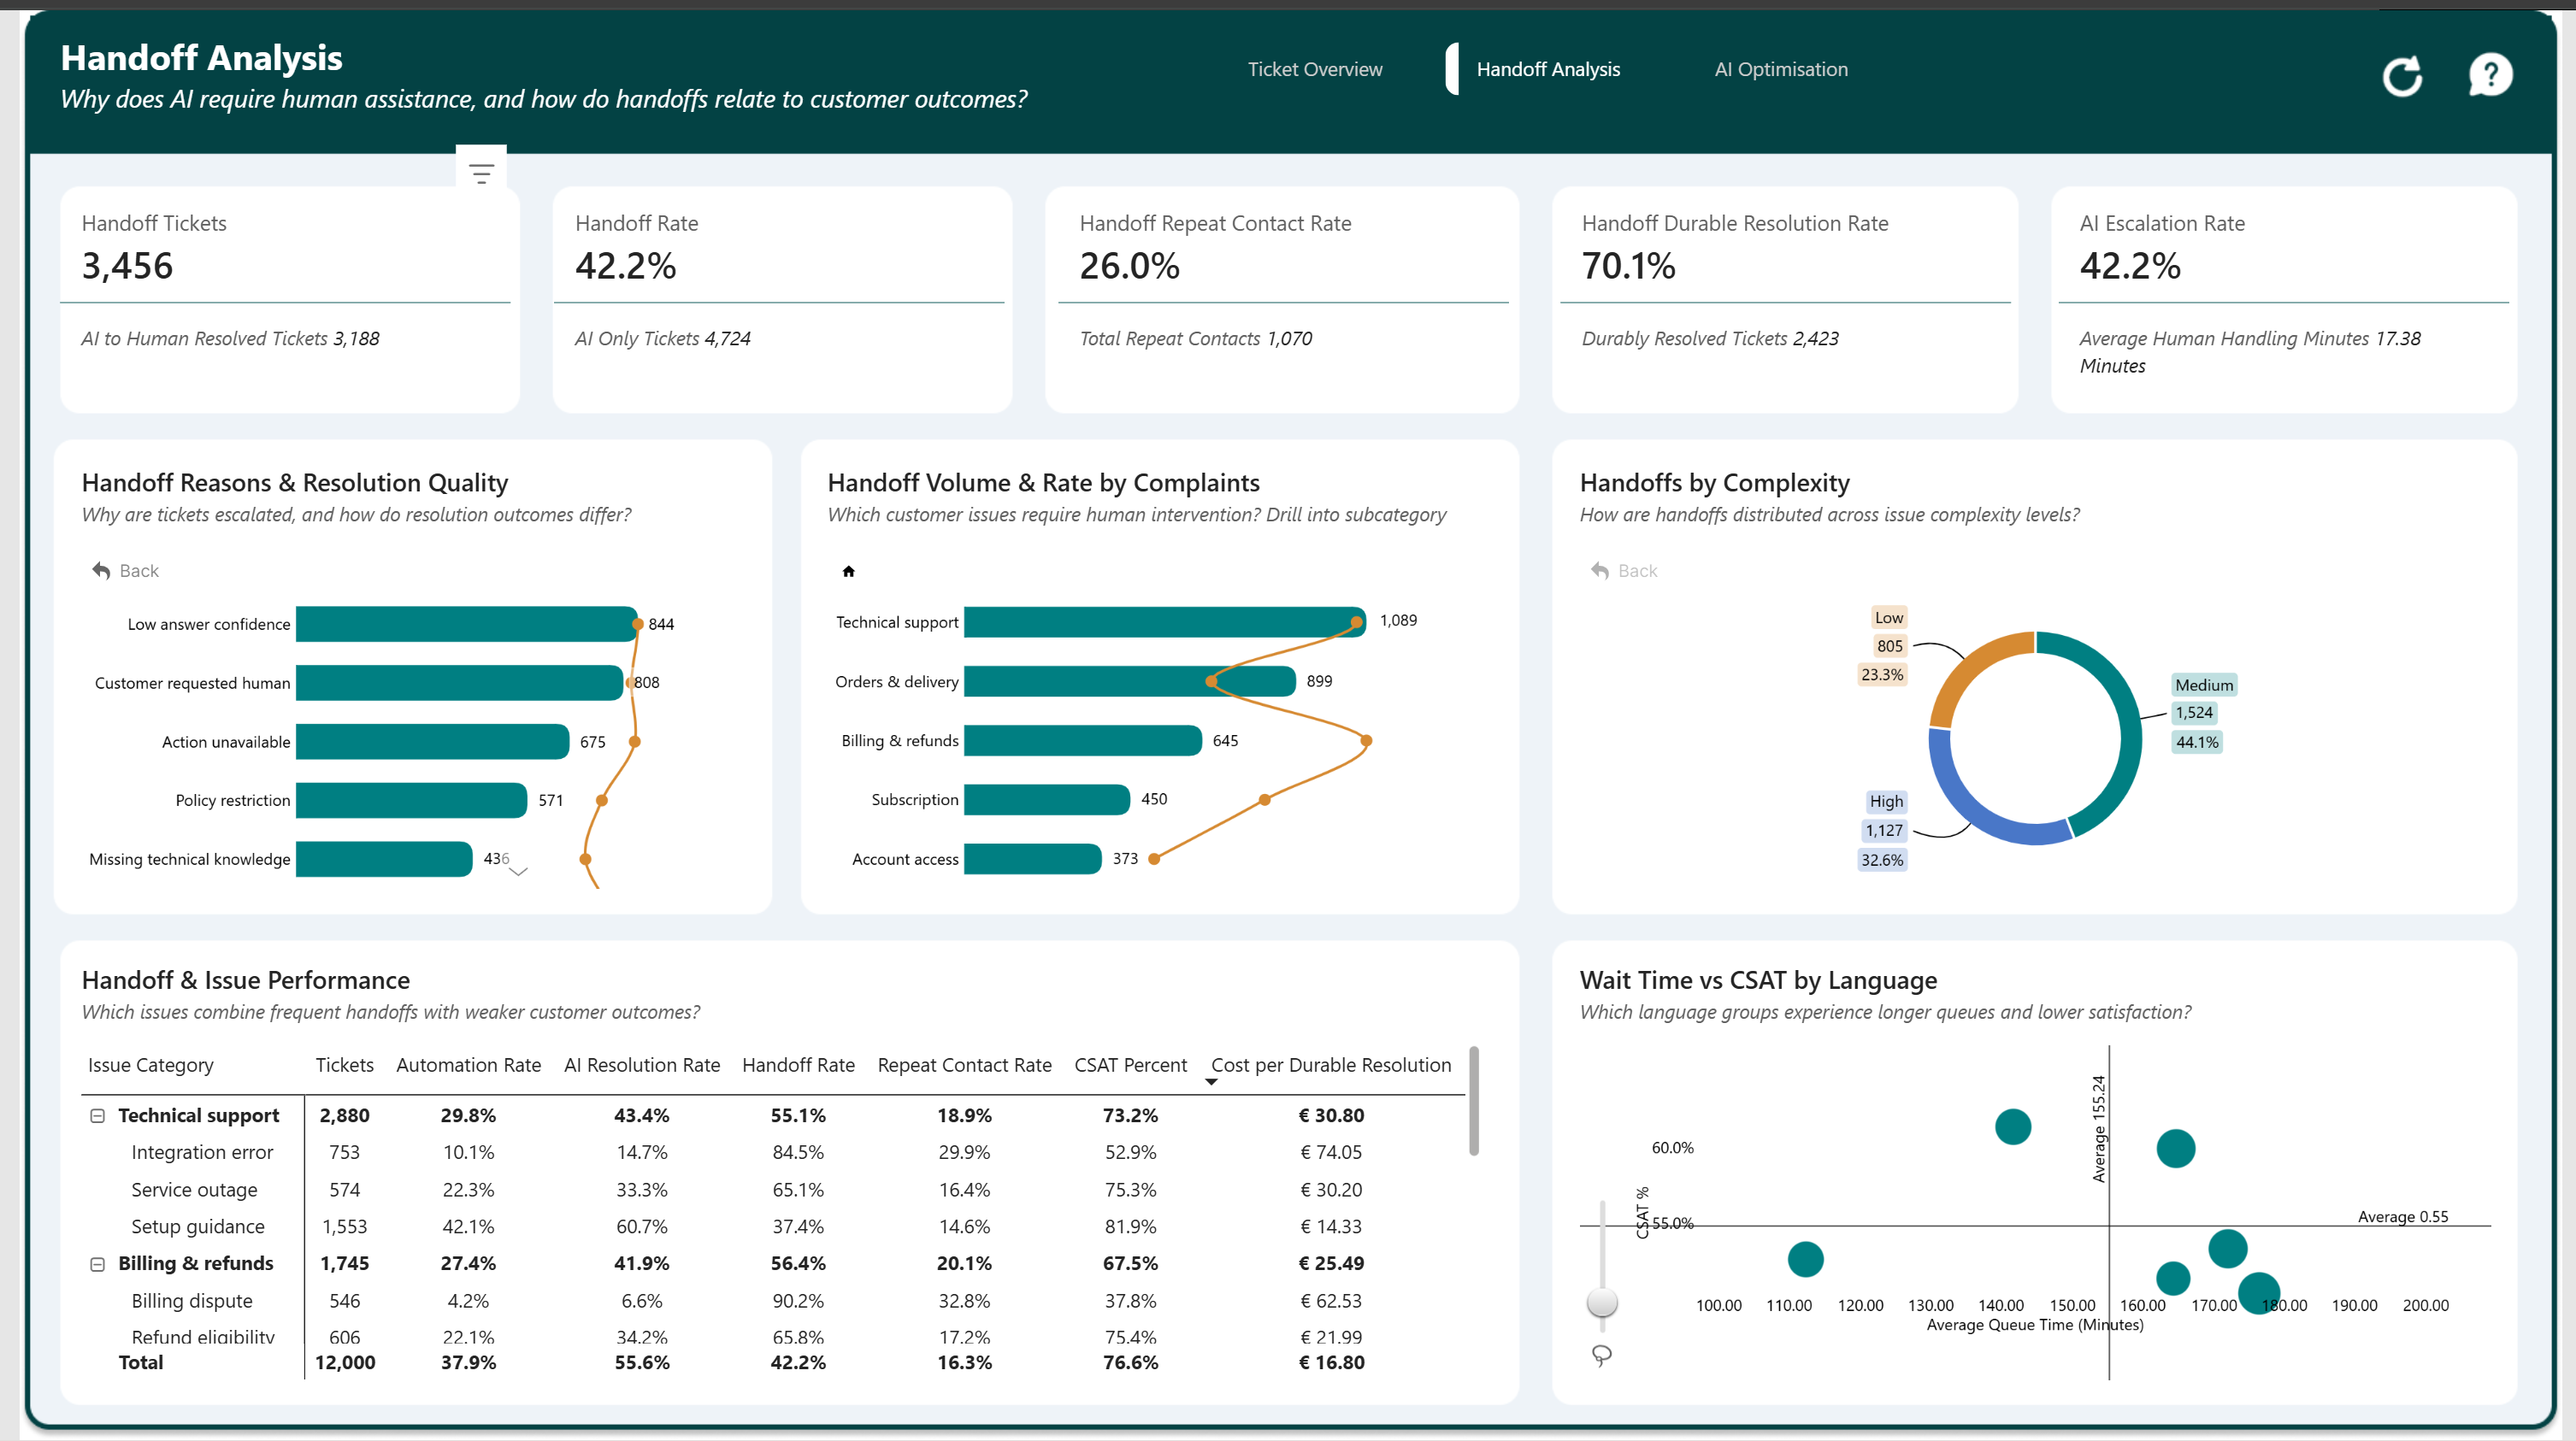 Handoff Analysis
Why does AI require human assistance, and how do handoffs relate to customer outcomes?
Ticket Overview
Handoff Analysis
AI Optimisation
?
Handoff Tickets
3,456
AI to Human Resolved Tickets 3,188
Handoff Rate
42.2%
AI Only Tickets 4,724
Handoff Repeat Contact Rate
26.0%
Total Repeat Contacts 1,070
Handoff Durable Resolution Rate
70.1%
Durably Resolved Tickets 2,423
AI Escalation Rate
42.2%
Average Human Handling Minutes 17.38
Minutes
Handoff Reasons & Resolution Quality
Why are tickets escalated, and how do resolution outcomes differ?
Back
Low answer confidence 844
Customer requested human 808
Action unavailable 675
Policy restriction 571
Missing technical knowledge 436
Handoff Volume & Rate by Complaints
Which customer issues require human intervention? Drill into subcategory
Technical support 1,089
Orders & delivery 899
Billing & refunds 645
Subscription 450
Account access 373
Handoffs by Complexity
How are handoffs distributed across issue complexity levels?
Back
Low
805
23.3%
Medium
1,524
44.1%
High
1,127
32.6%
Handoff & Issue Performance
Which issues combine frequent handoffs with weaker customer outcomes?
Issue Category Tickets Automation Rate AI Resolution Rate Handoff Rate Repeat Contact Rate CSAT Percent Cost per Durable Resolution
Technical support 2,880 29.8% 43.4% 55.1% 18.9% 73.2% € 30.80
Integration error 753 10.1% 14.7% 84.5% 29.9% 52.9% € 74.05
Service outage 574 22.3% 33.3% 65.1% 16.4% 75.3% € 30.20
Setup guidance 1,553 42.1% 60.7% 37.4% 14.6% 81.9% € 14.33
Billing & refunds 1,745 27.4% 41.9% 56.4% 20.1% 67.5% € 25.49
Billing dispute 546 4.2% 6.6% 90.2% 32.8% 37.8% € 62.53
Refund eligibility 606 22.1% 34.2% 65.8% 17.2% 75.4% € 21.99
Total 12,000 37.9% 55.6% 42.2% 16.3% 76.6% € 16.80
Wait Time vs CSAT by Language
Which language groups experience longer queues and lower satisfaction?
Average 155.24
60.0%
CSAT %
55.0%
Average 0.55
100.00 110.00 120.00 130.00 140.00 150.00 160.00 170.00 180.00 190.00 200.00
Average Queue Time (Minutes)